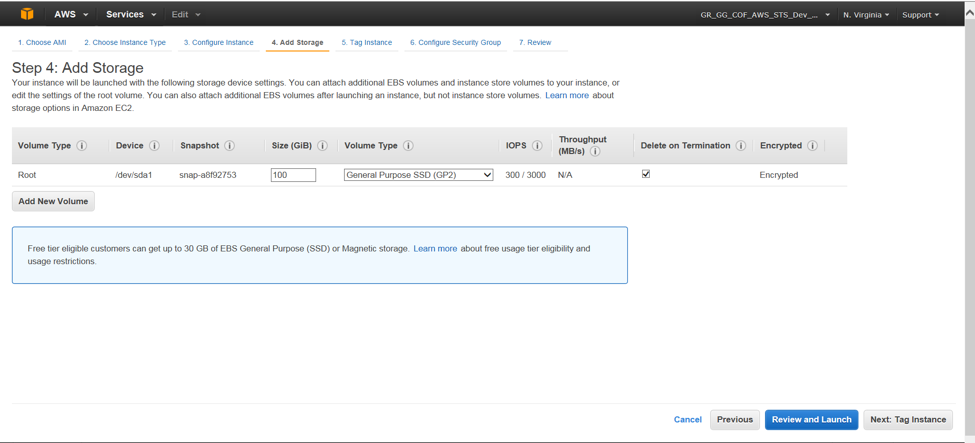 AWS Services Edit GR_GG_COF_AWS_STS_Dev_... N. Virginia Support
1. Choose AMI 2. Choose Instance Type 3. Configure Instance 4. Add Storage 5. Tag Instance 6. Configure Security Group 7. Review
Step 4: Add Storage
Your instance will be launched with the following storage device settings. You can attach additional EBS volumes and instance store volumes to your instance, or
edit the settings of the root volume. You can also attach additional EBS volumes after launching an instance, but not instance store volumes. Learn more about
storage options in Amazon EC2.
Volume Type i Device i Snapshot i Size (GiB) i Volume Type i IOPS i Throughput (MB/s) i Delete on Termination i Encrypted i
Root /dev/sda1 snap-a8f92753 100 General Purpose SSD (GP2) 300 / 3000 N/A Encrypted
Add New Volume
Free tier eligible customers can get up to 30 GB of EBS General Purpose (SSD) or Magnetic storage. Learn more about free usage tier eligibility and
usage restrictions.
Cancel Previous Review and Launch Next: Tag Instance